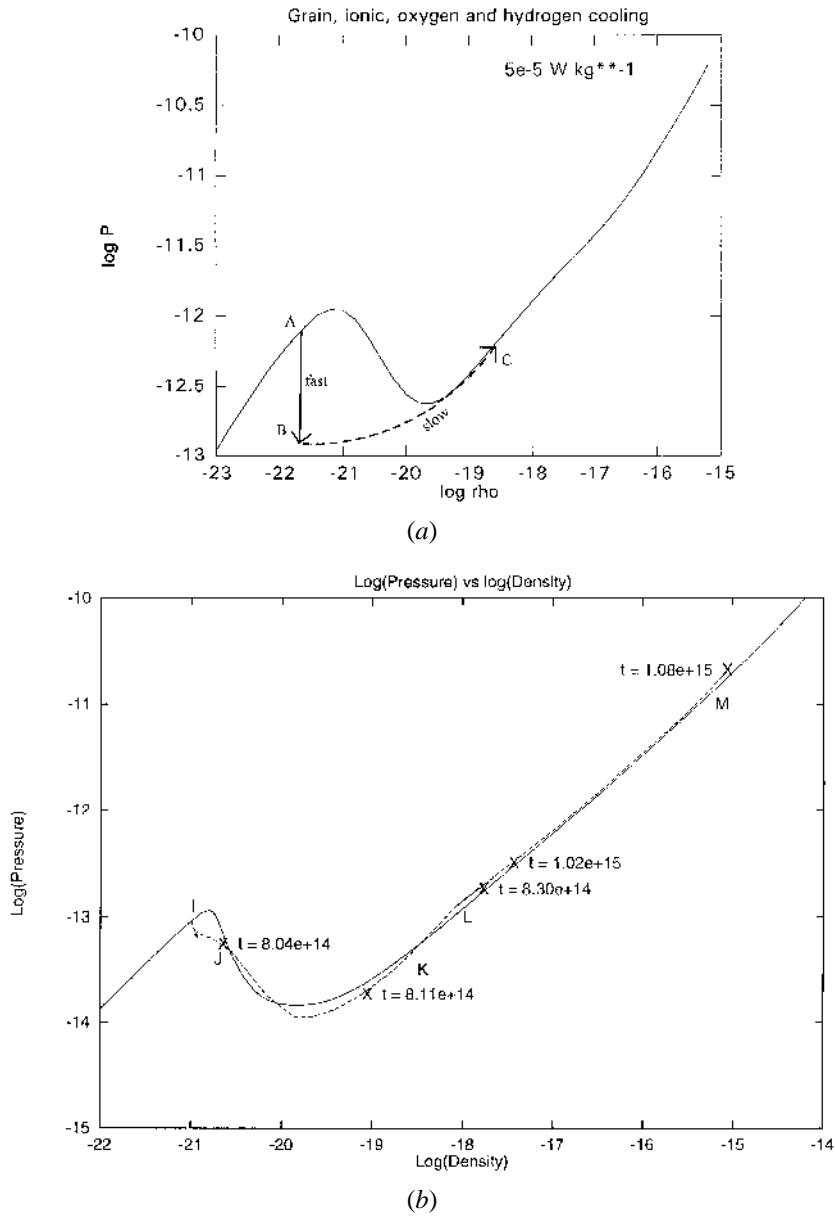 Grain, ionic, oxygen and hydrogen cooling
5e-5 W kg**-1
-10
-10.5
-11
-11.5
-12
-12.5
-13
log P
A
fast
B
slow
C
-23 -22 -21 -20 -19 -18 -17 -16 -15
log rho
(a)
Log(Pressure) vs log(Density)
-10
-11
-12
-13
-14
-15
Log(Pressure)
t = 1.08e+15
M
t = 1.02e+15
t = 8.30e+14
L
I
J
t = 8.04e+14
K
t = 8.11e+14
-22 -21 -20 -19 -18 -17 -16 -15 -14
Log(Density)
(b)